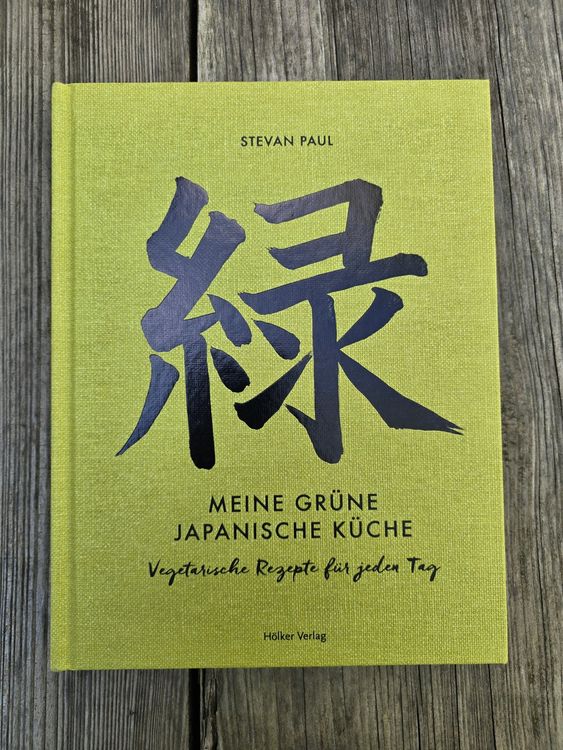 STEVAN PAUL
緑
MEINE GRÜNE
JAPANISCHE KÜCHE
Vegetarische Rezepte für jeden Tag
Hölker Verlag